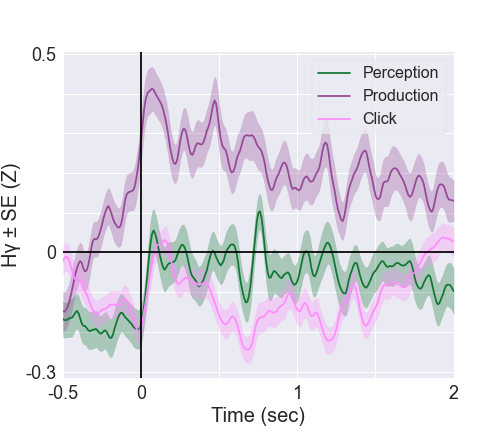 0.5
0
-0.3
Hγ ± SE (Z)
Perception
Production
Click
-0.5
0
1
2
Time (sec)